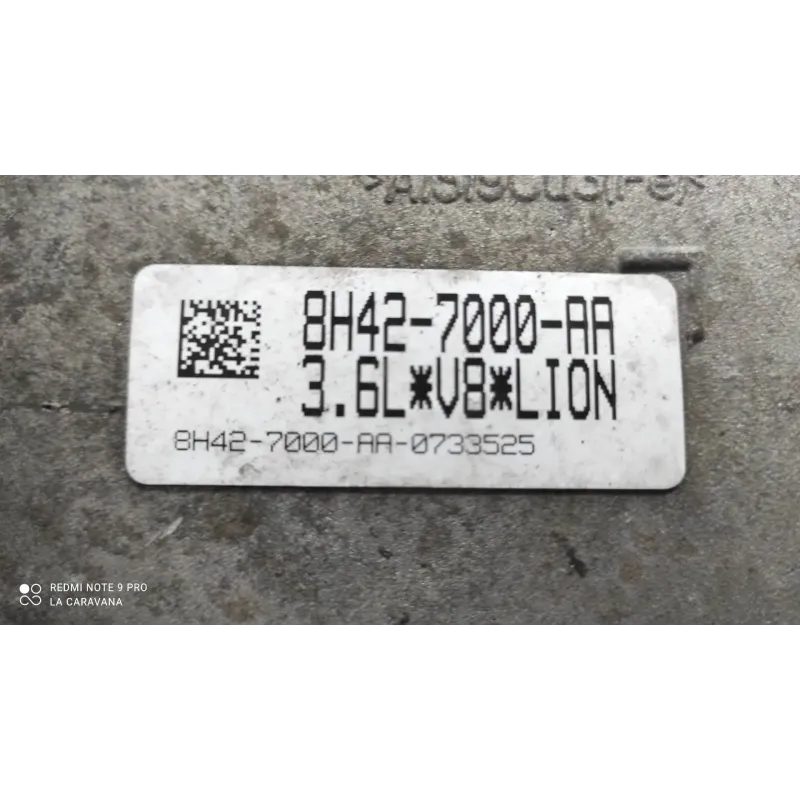 8H42-7000-AA
3.6L*V8*LION
8H42-7000-AA-0733525
REDMI NOTE 9 PRO
LA CARAVANA